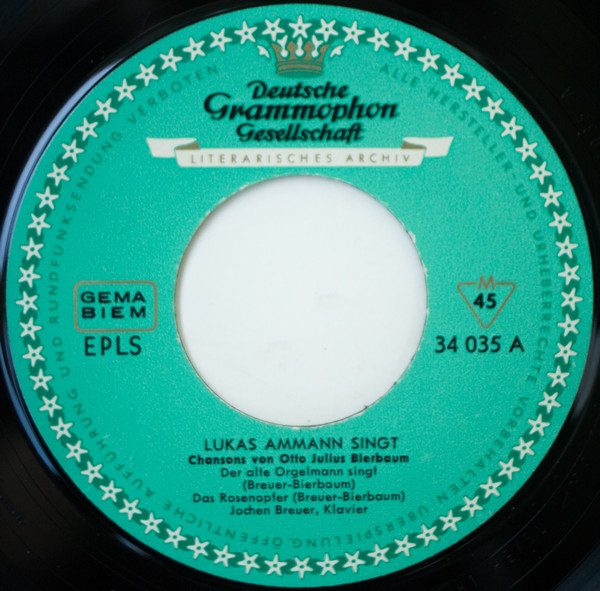 Deutsche
Grammophon
Gesellschaft
LITERARISCHES ARCHIV
ALLE HERSTELLER- UND URHEBERRECHTE VORBEHALTEN
ÜBERSPIELUNG ÖFFENTLICHE AUFFÜHRUNG UND RUNDFUNKSENDUNG VERBOTEN
GEMA
BIEM
EPLS
M
45
34 035 A
LUKAS AMMANN SINGT
Chansons von Otto Julius Bierbaum
Der alte Orgelmann singt
(Breuer-Bierbaum)
Das Rosenopfer (Breuer-Bierbaum)
Jochen Breuer, Klavier